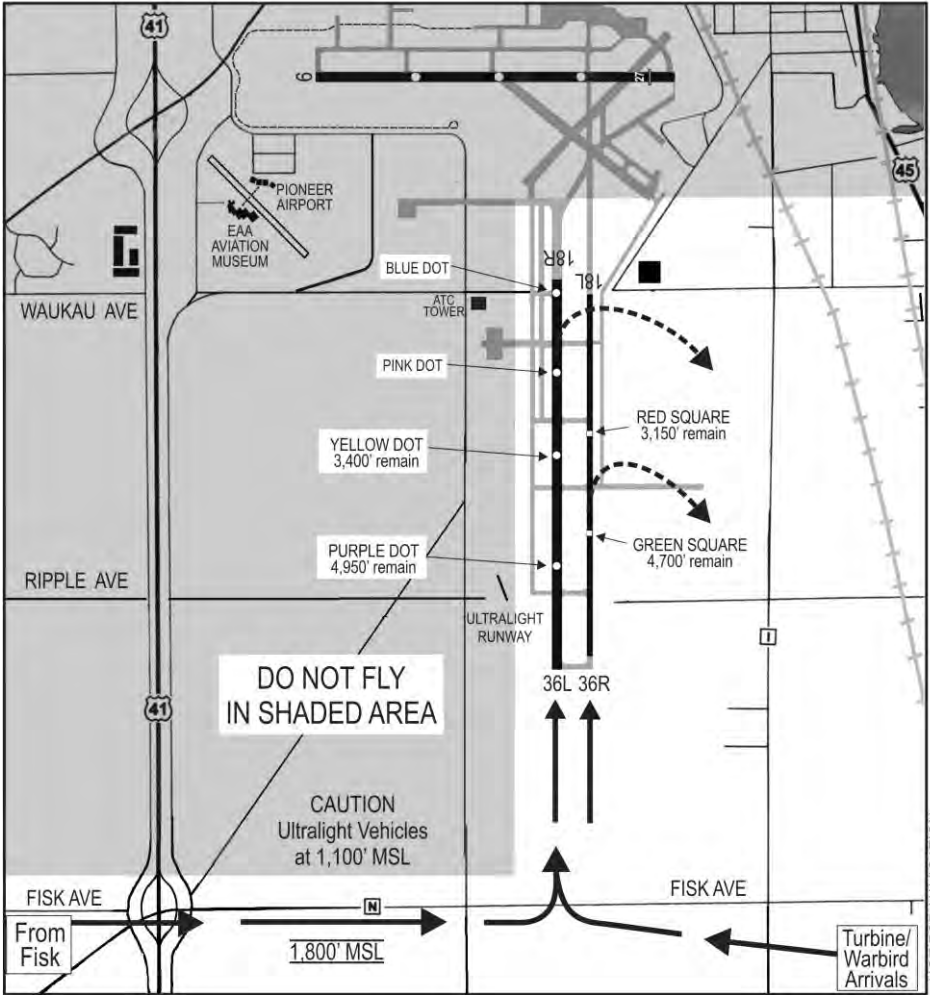 41
9
27
45
PIONEER
AIRPORT
EAA
AVIATION
MUSEUM
18R
18L
BLUE DOT
WAUKAU AVE
ATC
TOWER
PINK DOT
RED SQUARE
3,150' remain
YELLOW DOT
3,400' remain
PURPLE DOT
4,950' remain
GREEN SQUARE
4,700' remain
RIPPLE AVE
ULTRALIGHT
RUNWAY
I
DO NOT FLY
IN SHADED AREA
36L 36R
41
CAUTION
Ultralight Vehicles
at 1,100' MSL
FISK AVE
N
FISK AVE
From
Fisk
1,800' MSL
Turbine/
Warbird
Arrivals